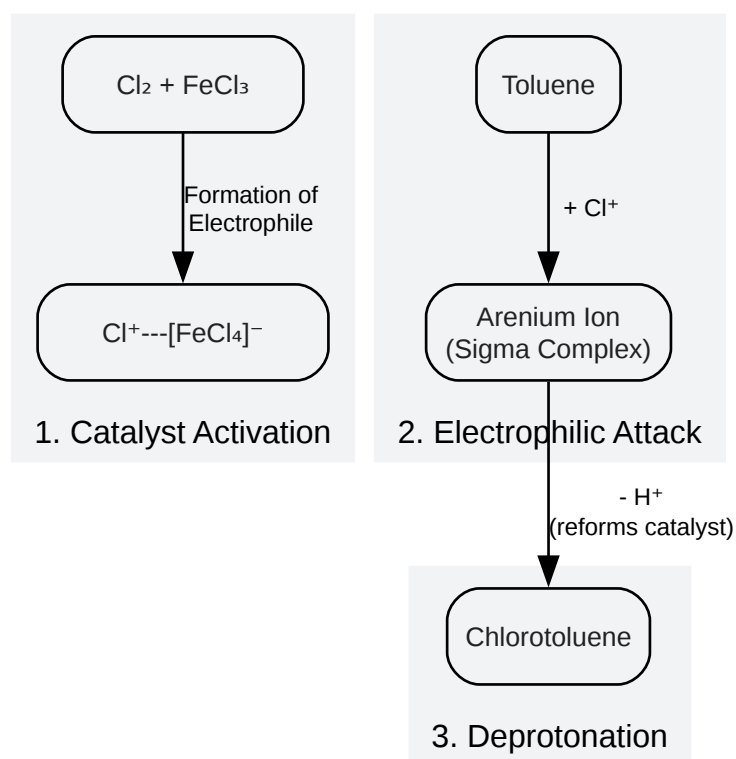 Cl₂ + FeCl₃
Formation of
Electrophile
Cl⁺---[FeCl₄]⁻
1. Catalyst Activation
Toluene
+ Cl⁺
Arenium Ion
(Sigma Complex)
2. Electrophilic Attack
- H⁺
(reforms catalyst)
Chlorotoluene
3. Deprotonation